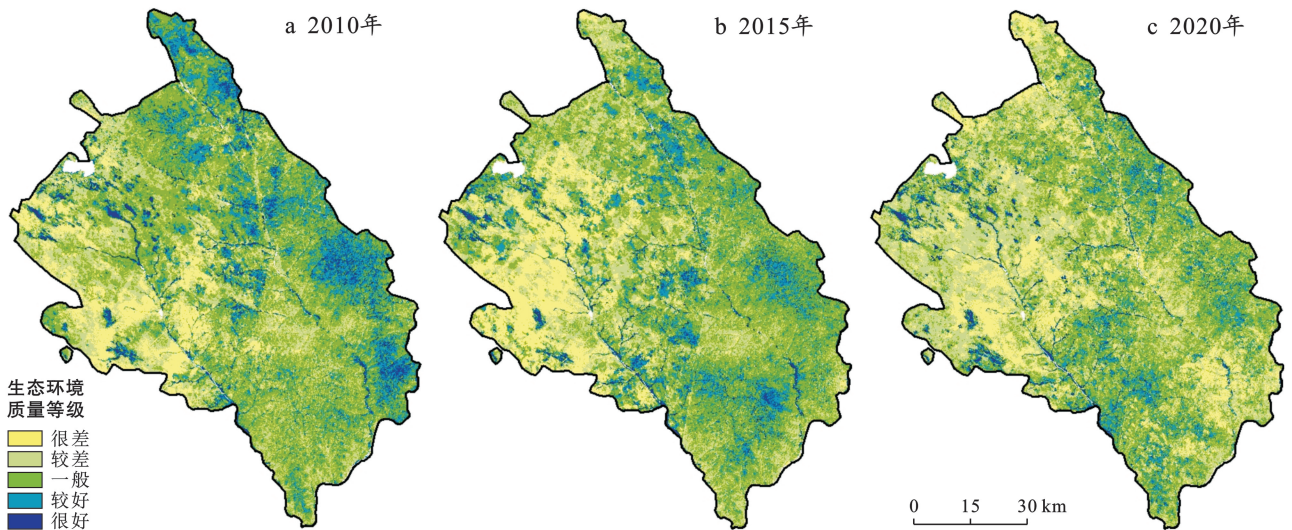 a 2010年
b 2015年
c 2020年
生态环境
质量等级
很差
较差
一般
较好
很好
0 15 30 km